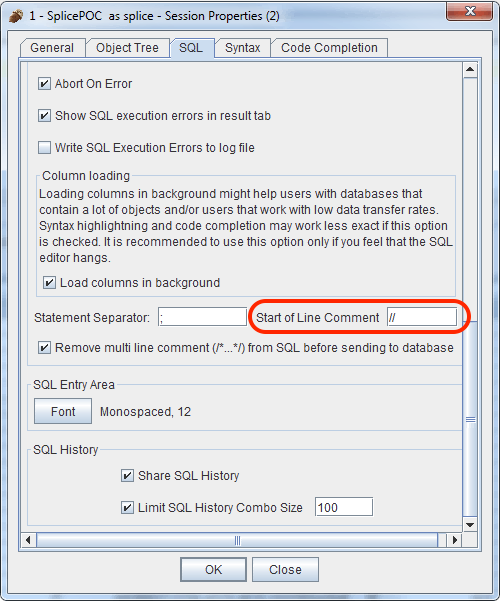 1 - SplicePOC as splice - Session Properties (2)
General Object Tree SQL Syntax Code Completion
Abort On Error
Show SQL execution errors in result tab
Write SQL Execution Errors to log file
Column loading
Loading columns in background might help users with databases that
contain a lot of objects and/or users that work with low data transfer rates.
Syntax highlightning and code completion may work less exact if this option
is checked. It is recommended to use this option only if you feel that the SQL
editor hangs.
Load columns in background
Statement Separator: ; Start of Line Comment //
Remove multi line comment (/*...*/) from SQL before sending to database
SQL Entry Area
Font Monospaced, 12
SQL History
Share SQL History
Limit SQL History Combo Size 100
OK Close